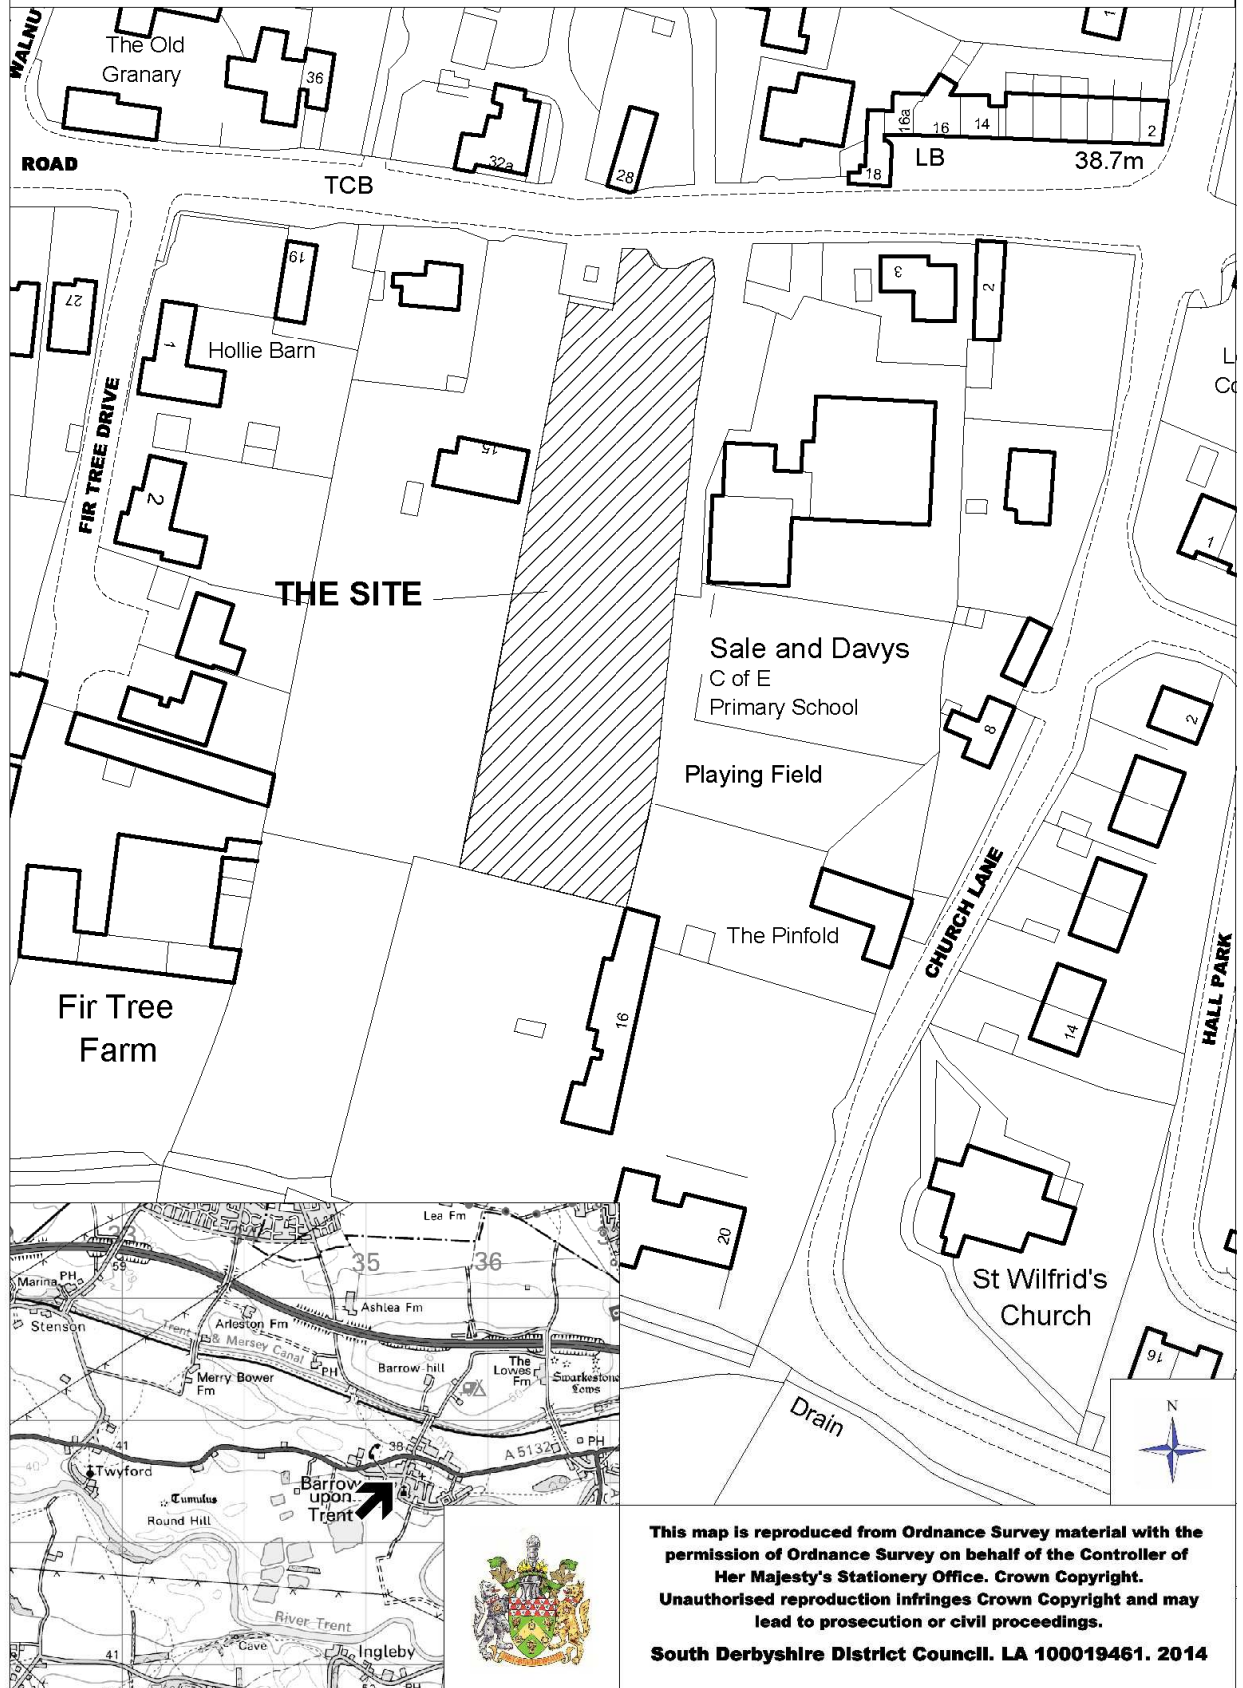 WALNU
The Old
Granary
36
ROAD
TCB
32a
28
16a
16
14
2
18
LB
38.7m
27
19
1
Hollie Barn
FIR TREE DRIVE
2
15
3
2
1
1
THE SITE
Sale and Davys
C of E
Primary School
Playing Field
8
2
CHURCH LANE
HALL PARK
The Pinfold
14
16
Fir Tree
Farm
20
St Wilfrid's
Church
16
Drain
N
Lea Fm
35
36
59
Marina
PH
Stenson
Arleston Fm
Ashlea Fm
Trent & Mersey Canal
PH
Merry Bower
Fm
Barrow hill
The
Lowes
Fm
Swarkestone
Lows
41
38
A 5132
PH
40
Twyford
Tumulus
Round Hill
Barrow
upon
Trent
River Trent
Cave
41
Ingleby
PH
This map is reproduced from Ordnance Survey material with the
permission of Ordnance Survey on behalf of the Controller of
Her Majesty's Stationery Office. Crown Copyright.
Unauthorised reproduction infringes Crown Copyright and may
lead to prosecution or civil proceedings.
South Derbyshire District Council. LA 100019461. 2014